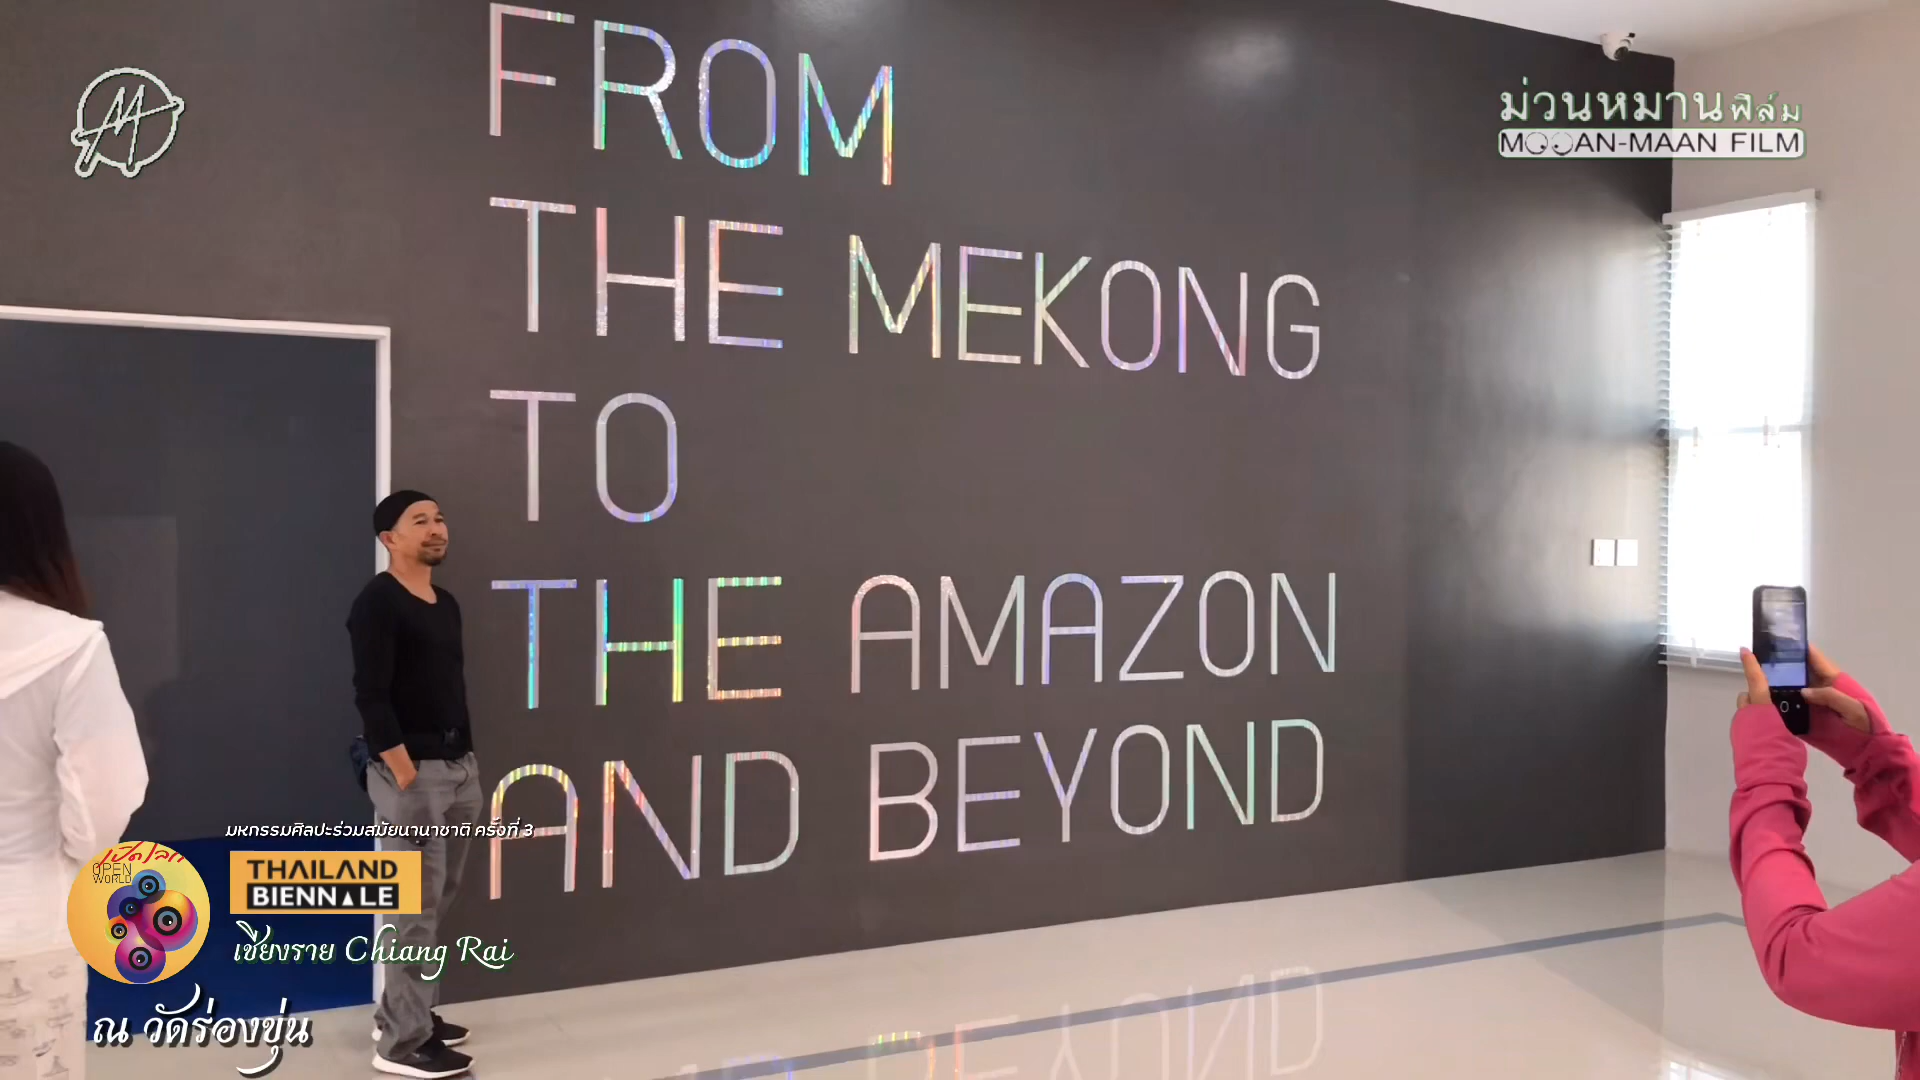 FROM
THE MEKONG
TO
THE AMAZON
AND BEYOND
ม่วนหมานฟิล์ม
MOOAN-MAAN FILM
มหกรรมศิลปะร่วมสมัยนานาชาติ ครั้งที่ 3
เปิดโลก
OPEN
WORLD
THAILAND
BIENNALE
เชียงราย Chiang Rai
ณ วัดร่องขุ่น